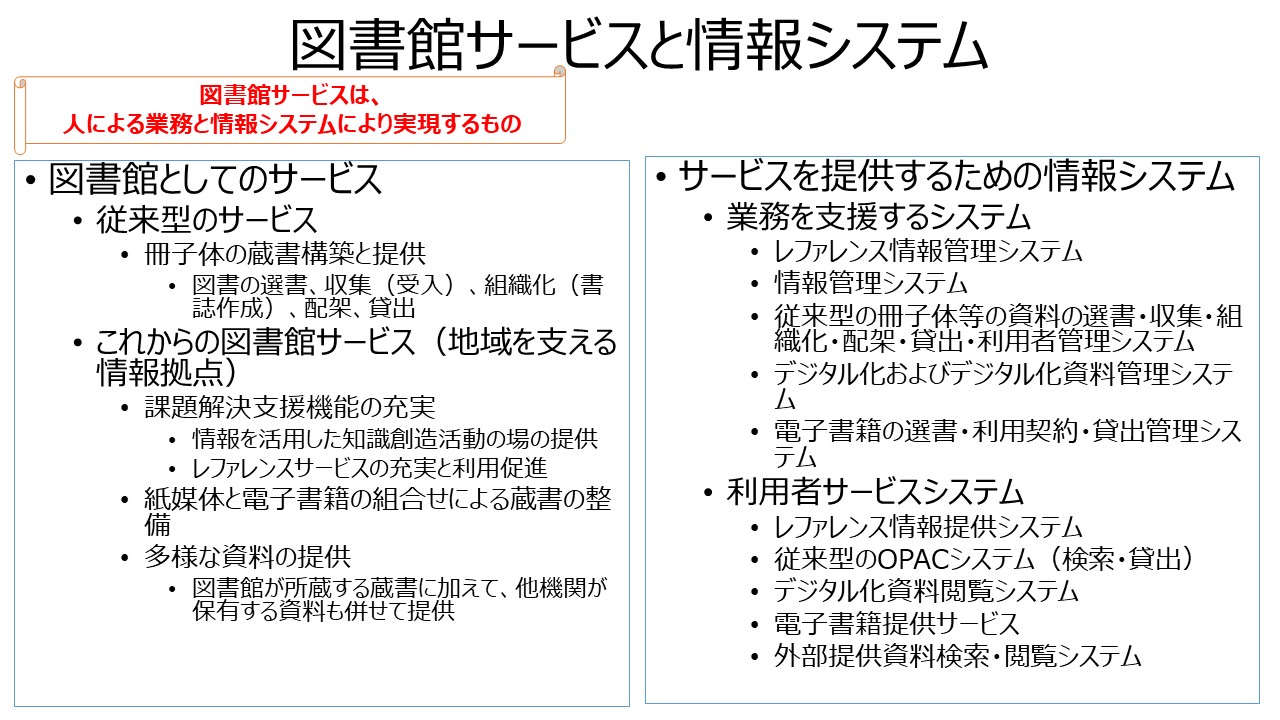 図書館サービスと情報システム
図書館サービスは、
人による業務と情報システムにより実現するもの
• 図書館としてのサービス
• 従来型のサービス
• 冊子体の蔵書構築と提供
• 図書の選書、収集（受入）、組織化（書
誌作成）、配架、貸出
• これからの図書館サービス（地域を支える
情報拠点）
• 課題解決支援機能の充実
• 情報を活用した知識創造活動の場の提供
• レファレンスサービスの充実と利用促進
• 紙媒体と電子書籍の組合せによる蔵書の整
備
• 多様な資料の提供
• 図書館が所蔵する蔵書に加えて、他機関が
保有する資料も併せて提供
• サービスを提供するための情報システム
• 業務を支援するシステム
• レファレンス情報管理システム
• 情報管理システム
• 従来型の冊子体等の資料の選書・収集・組
織化・配架・貸出・利用者管理システム
• デジタル化およびデジタル化資料管理システ
ム
• 電子書籍の選書・利用契約・貸出管理シス
テム
• 利用者サービスシステム
• レファレンス情報提供システム
• 従来型のOPACシステム（検索・貸出）
• デジタル化資料閲覧システム
• 電子書籍提供サービス
• 外部提供資料検索・閲覧システム